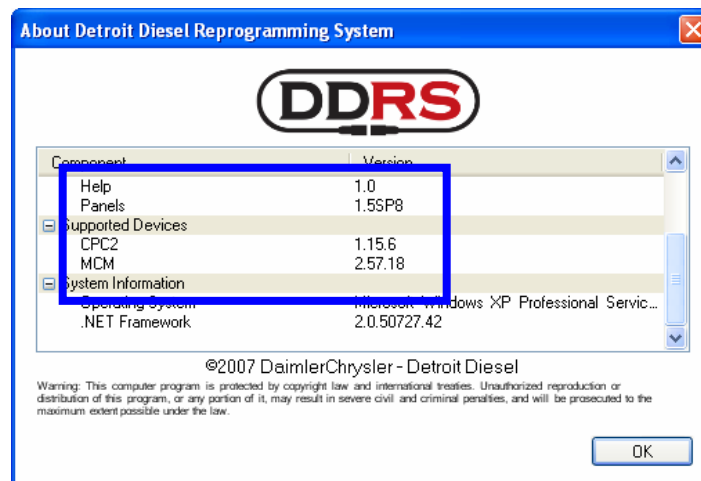 About Detroit Diesel Reprogramming System
DDRS
Component Version
Help 1.0
Panels 1.5SP8
Supported Devices
CPC2 1.15.6
MCM 2.57.18
System Information
Operating System Microsoft Windows XP Professional Servic...
.NET Framework 2.0.50727.42
©2007 DaimlerChrysler - Detroit Diesel
Warning: This computer program is protected by copyright law and international treaties. Unauthorized reproduction or
distribution of this program, or any portion of it, may result in severe civil and criminal penalties, and will be prosecuted to the
maximum extent possible under the law.
OK